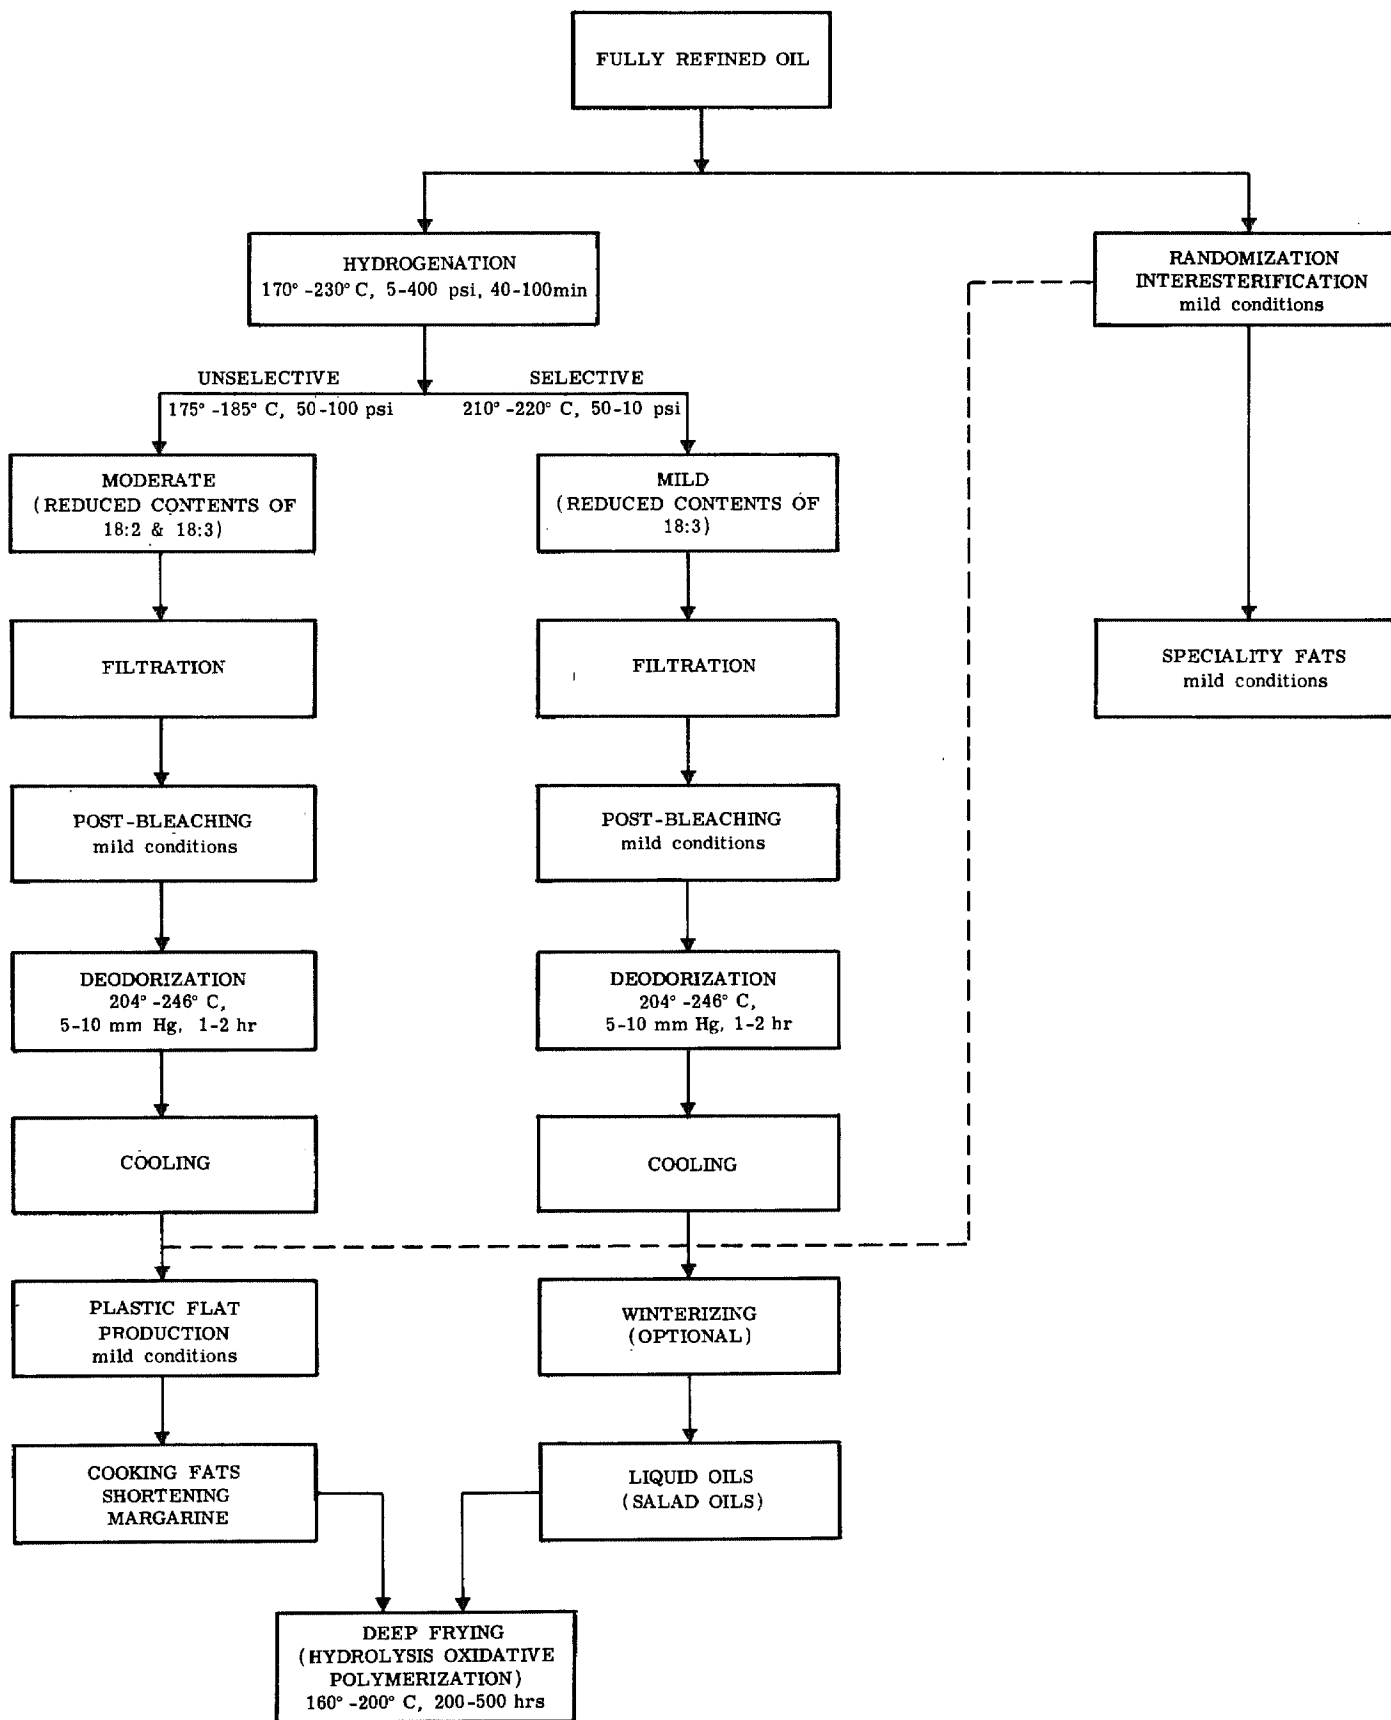 FULLY REFINED OIL
HYDROGENATION
170° -230° C, 5-400 psi, 40-100min
RANDOMIZATION
INTERESTERIFICATION
mild conditions
UNSELECTIVE
175° -185° C, 50-100 psi
SELECTIVE
210° -220° C, 50-10 psi
MODERATE
(REDUCED CONTENTS OF
18:2 & 18:3)
MILD
(REDUCED CONTENTS OF
18:3)
FILTRATION
FILTRATION
SPECIALITY FATS
mild conditions
POST-BLEACHING
mild conditions
POST-BLEACHING
mild conditions
DEODORIZATION
204° -246° C,
5-10 mm Hg, 1-2 hr
DEODORIZATION
204° -246° C,
5-10 mm Hg, 1-2 hr
COOLING
COOLING
PLASTIC FLAT
PRODUCTION
mild conditions
WINTERIZING
(OPTIONAL)
COOKING FATS
SHORTENING
MARGARINE
LIQUID OILS
(SALAD OILS)
DEEP FRYING
(HYDROLYSIS OXIDATIVE
POLYMERIZATION)
160° -200° C, 200-500 hrs